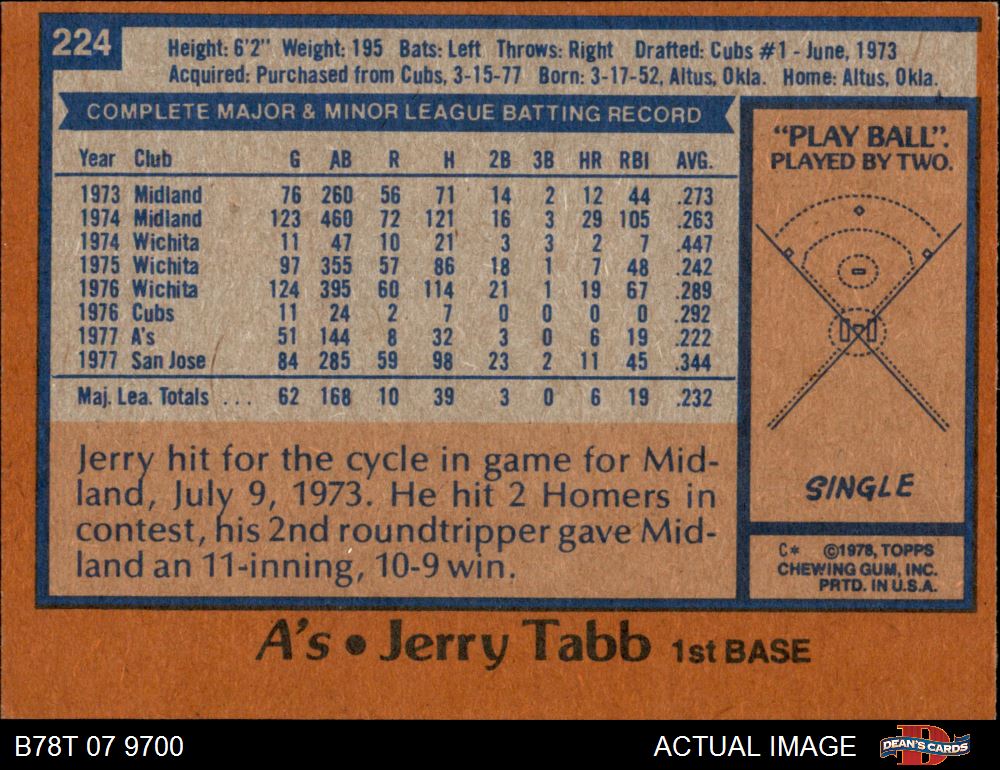 224
Height: 6'2" Weight: 195 Bats: Left Throws: Right Drafted: Cubs #1 - June, 1973
Acquired: Purchased from Cubs, 3-15-77 Born: 3-17-52, Altus, Okla. Home: Altus, Okla.
COMPLETE MAJOR & MINOR LEAGUE BATTING RECORD
Year Club G AB R H 2B 3B HR RBI AVG.
1973 Midland 76 260 56 71 14 2 12 44 .273
1974 Midland 123 460 72 121 16 3 29 105 .263
1974 Wichita 11 47 10 21 3 3 2 7 .447
1975 Wichita 97 355 57 86 18 1 7 48 .242
1976 Wichita 124 395 60 114 21 1 19 67 .289
1976 Cubs 11 24 2 7 0 0 0 0 .292
1977 A's 51 144 8 32 3 0 6 19 .222
1977 San Jose 84 285 59 98 23 2 11 45 .344
Maj. Lea. Totals ... 62 168 10 39 3 0 6 19 .232
Jerry hit for the cycle in game for Mid-
land, July 9, 1973. He hit 2 Homers in
contest, his 2nd roundtripper gave Mid-
land an 11-inning, 10-9 win.
"PLAY BALL".
PLAYED BY TWO.
SINGLE
C* ©1978, TOPPS
CHEWING GUM, INC.
PRTD. IN U.S.A.
A's • Jerry Tabb 1st BASE
B78T 07 9700
ACTUAL IMAGE
D
DEAN'S CARDS